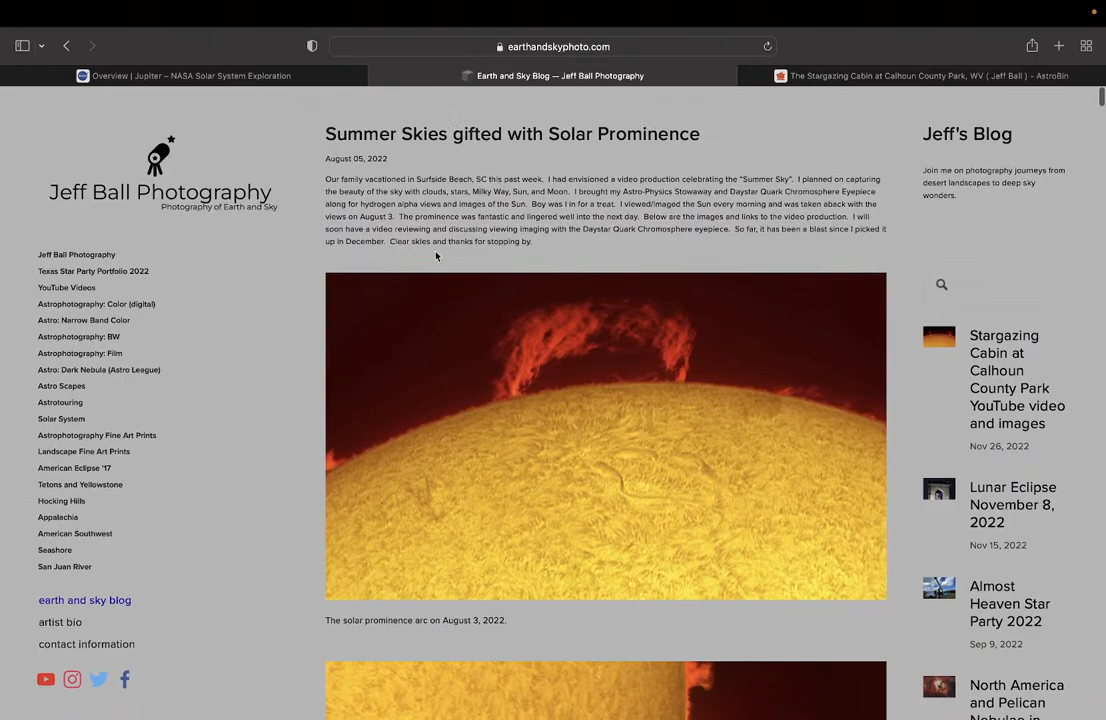 earthandskyphoto.com
Overview | Jupiter – NASA Solar System Exploration
Earth and Sky Blog — Jeff Ball Photography
The Stargazing Cabin at Calhoun County Park, WV ( Jeff Ball ) - AstroBin
Jeff Ball Photography
Photography of Earth and Sky
Jeff Ball Photography
Texas Star Party Portfolio 2022
YouTube Videos
Astrophotography: Color (digital)
Astro: Narrow Band Color
Astrophotography: BW
Astrophotography: Film
Astro: Dark Nebula (Astro League)
Astro Scapes
Astrotouring
Solar System
Astrophotography Fine Art Prints
Landscape Fine Art Prints
American Eclipse '17
Tetons and Yellowstone
Hocking Hills
Appalachia
American Southwest
Seashore
San Juan River
earth and sky blog
artist bio
contact information
Summer Skies gifted with Solar Prominence
August 05, 2022
Our family vacationed in Surfside Beach, SC this past week. I had envisioned a video production celebrating the “Summer Sky”. I planned on capturing
the beauty of the sky with clouds, stars, Milky Way, Sun, and Moon. I brought my Astro-Physics Stowaway and Daystar Quark Chromosphere Eyepiece
along for hydrogen alpha views and images of the Sun. Boy was I in for a treat. I viewed/imaged the Sun every morning and was taken aback with the
views on August 3. The prominence was fantastic and lingered well into the next day. Below are the images and links to the video production. I will
soon have a video reviewing and discussing viewing imaging with the Daystar Quark Chromosphere eyepiece. So far, it has been a blast since I picked it
up in December. Clear skies and thanks for stopping by.
The solar prominence arc on August 3, 2022.
Jeff's Blog
Join me on photography journeys from
desert landscapes to deep sky
wonders.
Stargazing
Cabin at
Calhoun
County Park
YouTube video
and images
Nov 26, 2022
Lunar Eclipse
November 8,
2022
Nov 15, 2022
Almost
Heaven Star
Party 2022
Sep 9, 2022
North America
and Pelican
Nebulae in